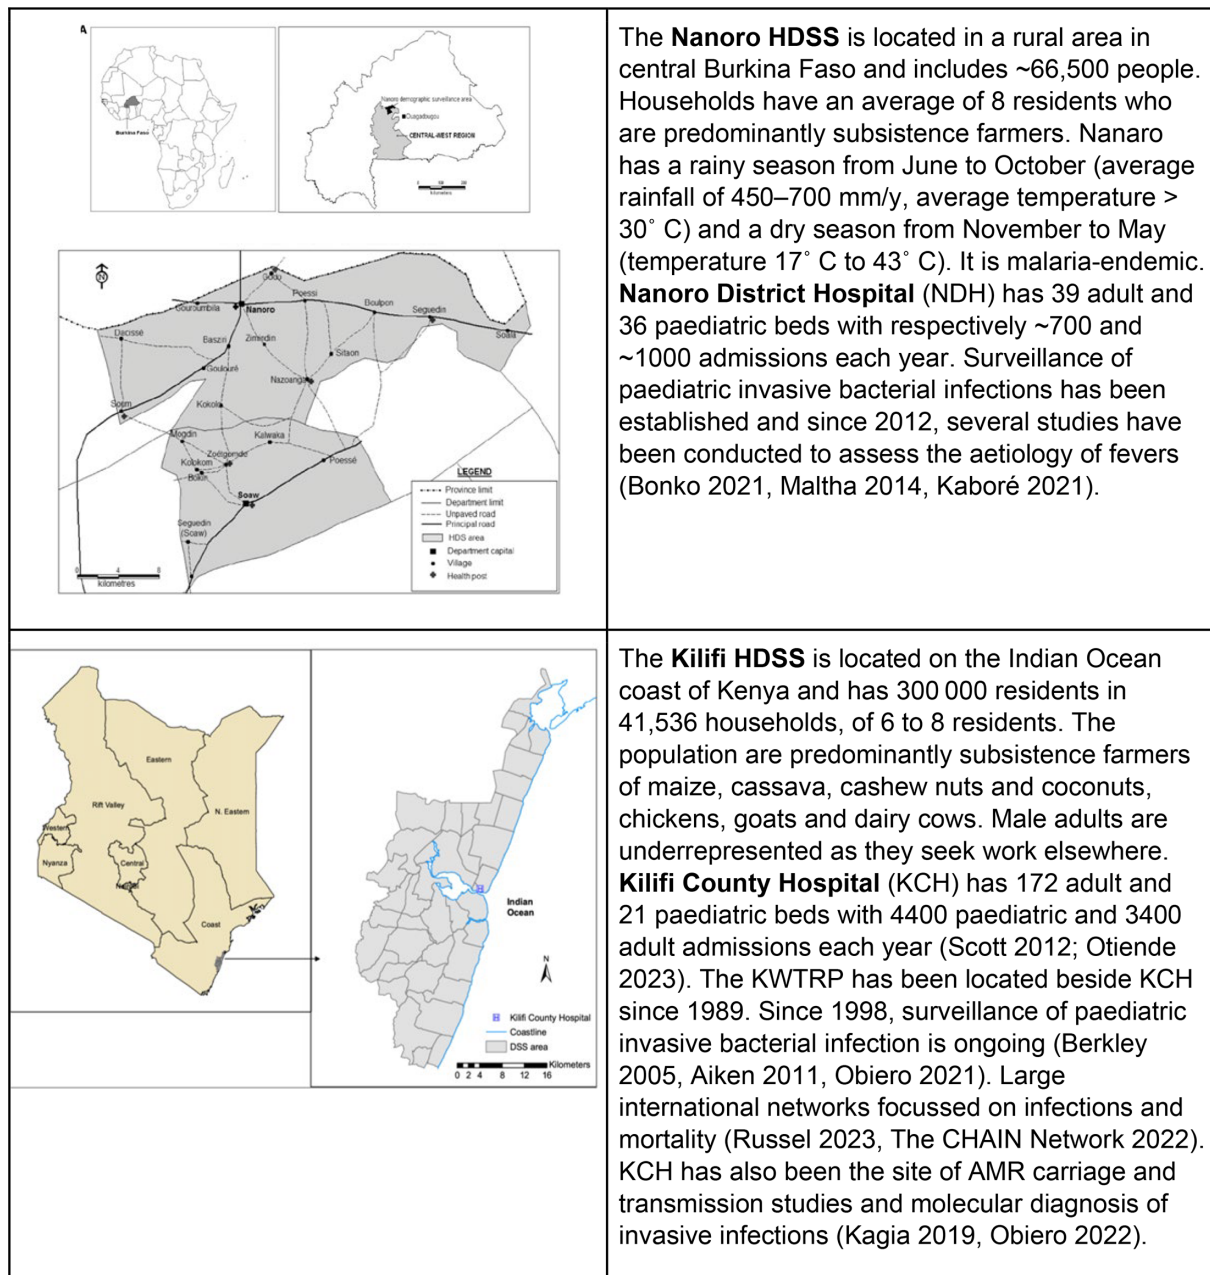 A
Burkina Faso
Nanoro demographic surveillance area
Ouagadougou
CENTRAL-WEST REGION
kilometers
N
Gouroumbila
Nanoro
Poessi
Boulpon
Seguedin
Soala
Dacissé
Basziri
Zimledin
Sitaon
Goulouré
Nazoanga
Soum
Kokolo
Mogdin
Kalwaka
Zoetgomde
Kolokom
Bokin
Poessé
Soaw
Seguedin
(Soaw)
0 4 8
kilometres
LEGEND
Province limit
Department limit
Unpaved road
Principal road
HDS area
Department capital
Village
Health post
The Nanoro HDSS is located in a rural area in
central Burkina Faso and includes ~66,500 people.
Households have an average of 8 residents who
are predominantly subsistence farmers. Nanaro
has a rainy season from June to October (average
rainfall of 450–700 mm/y, average temperature >
30˚ C) and a dry season from November to May
(temperature 17˚ C to 43˚ C). It is malaria-endemic.
Nanoro District Hospital (NDH) has 39 adult and
36 paediatric beds with respectively ~700 and
~1000 admissions each year. Surveillance of
paediatric invasive bacterial infections has been
established and since 2012, several studies have
been conducted to assess the aetiology of fevers
(Bonko 2021, Maltha 2014, Kaboré 2021).
Eastern
Rift Valley
N. Eastern
Western
Nyanza
Central
Nairobi
Coast
Indian
Ocean
N
Kilifi County Hospital
Coastline
DSS area
Kilometers
0 2 4 8 12 16
The Kilifi HDSS is located on the Indian Ocean
coast of Kenya and has 300 000 residents in
41,536 households, of 6 to 8 residents. The
population are predominantly subsistence farmers
of maize, cassava, cashew nuts and coconuts,
chickens, goats and dairy cows. Male adults are
underrepresented as they seek work elsewhere.
Kilifi County Hospital (KCH) has 172 adult and
21 paediatric beds with 4400 paediatric and 3400
adult admissions each year (Scott 2012; Otiende
2023). The KWTRP has been located beside KCH
since 1989. Since 1998, surveillance of paediatric
invasive bacterial infection is ongoing (Berkley
2005, Aiken 2011, Obiero 2021). Large
international networks focussed on infections and
mortality (Russel 2023, The CHAIN Network 2022).
KCH has also been the site of AMR carriage and
transmission studies and molecular diagnosis of
invasive infections (Kagia 2019, Obiero 2022).